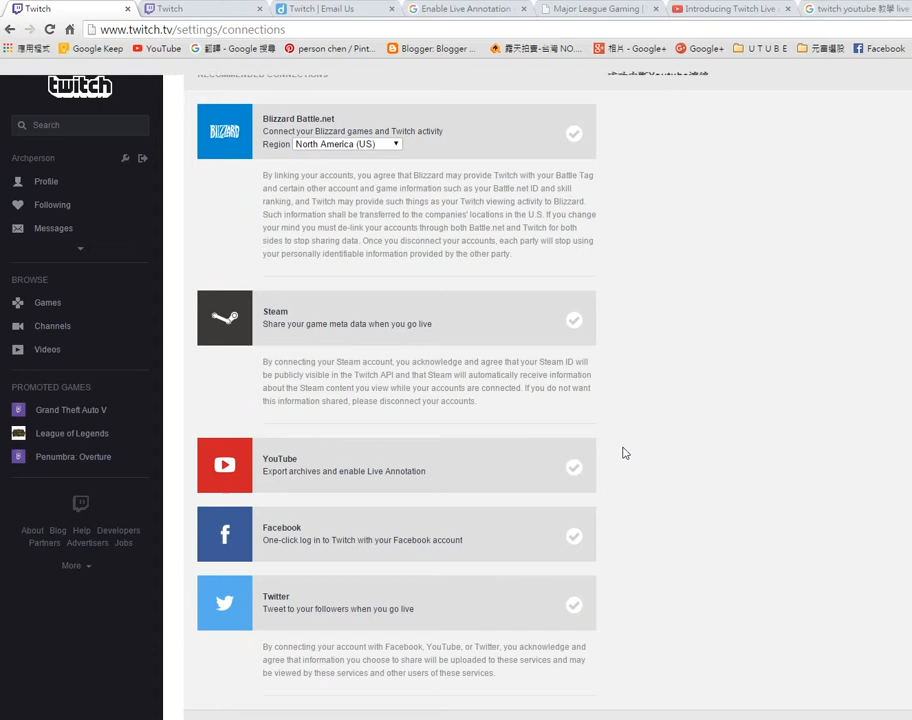 Twitch
Twitch
Twitch | Email Us
Enable Live Annotation
Major League Gaming |
Introducing Twitch Live
twitch youtube 教學 live
www.twitch.tv/settings/connections
應用程式
Google Keep
YouTube
翻譯 - Google 搜尋
person chen / Pint...
Blogger: Blogger ...
露天拍賣-台灣 NO....
相片 - Google+
Google+
U T U B E
元富遙控
Facebook
twitch
Search
Archperson
Profile
Following
Messages
BROWSE
Games
Channels
Videos
PROMOTED GAMES
Grand Theft Auto V
League of Legends
Penumbra: Overture
About Blog Help Developers
Partners Advertisers Jobs
More
RECOMMENDED CONNECTIONS
BLIZZARD
Blizzard Battle.net
Connect your Blizzard games and Twitch activity
Region North America (US)
By linking your accounts, you agree that Blizzard may provide Twitch with your Battle Tag
and certain other account and game information such as your Battle.net ID and skill
ranking, and Twitch may provide such things as your Twitch viewing activity to Blizzard.
Such information shall be transferred to the companies' locations in the U.S. If you change
your mind you must de-link your accounts through both Battle.net and Twitch for both
sides to stop sharing data. Once you disconnect your accounts, each party will stop using
your personally identifiable information provided by the other party.
Steam
Share your game meta data when you go live
By connecting your Steam account, you acknowledge and agree that your Steam ID will
be publicly visible in the Twitch API and that Steam will automatically receive information
about the Steam content you view while your accounts are connected. If you do not want
this information shared, please disconnect your accounts.
YouTube
Export archives and enable Live Annotation
Facebook
One-click log in to Twitch with your Facebook account
Twitter
Tweet to your followers when you go live
By connecting your account with Facebook, YouTube, or Twitter, you acknowledge and
agree that information you choose to share will be uploaded to these services and may
be viewed by these services and other users of these services.